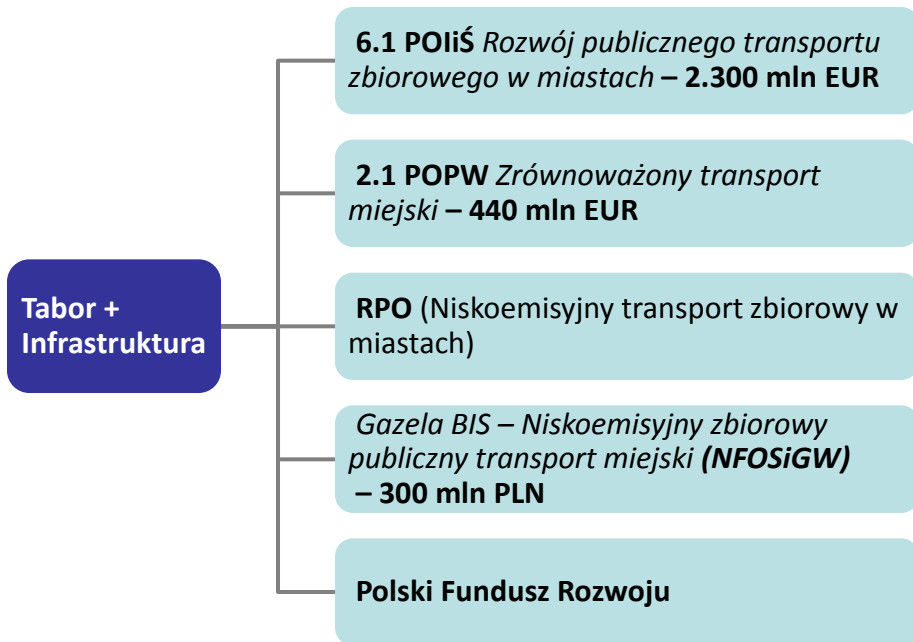 6.1 POIiŚ Rozwój publicznego transportu
zbiorowego w miastach – 2.300 mln EUR
2.1 POPW Zrównoważony transport
miejski – 440 mln EUR
Tabor +
Infrastruktura
RPO (Niskoemisyjny transport zbiorowy w
miastach)
Gazela BIS – Niskoemisyjny zbiorowy
publiczny transport miejski (NFOSiGW)
– 300 mln PLN
Polski Fundusz Rozwoju